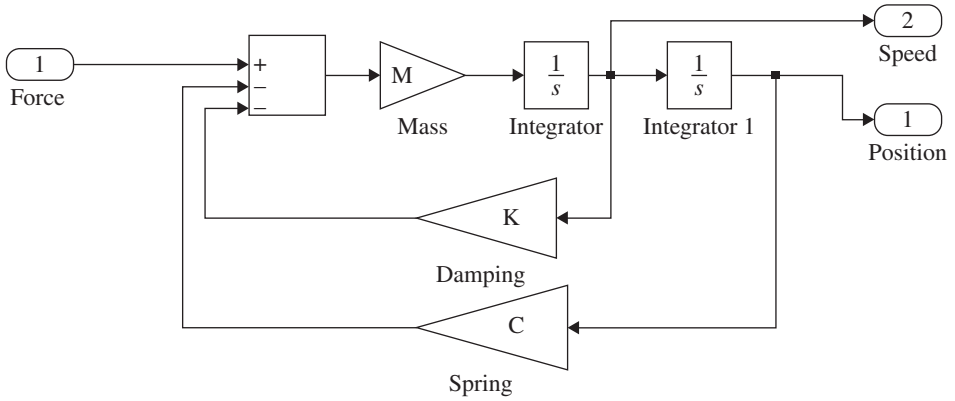 2
Speed
1
Force
+
−
−
M
Mass
1
s
Integrator
1
s
Integrator 1
1
Position
K
Damping
C
Spring